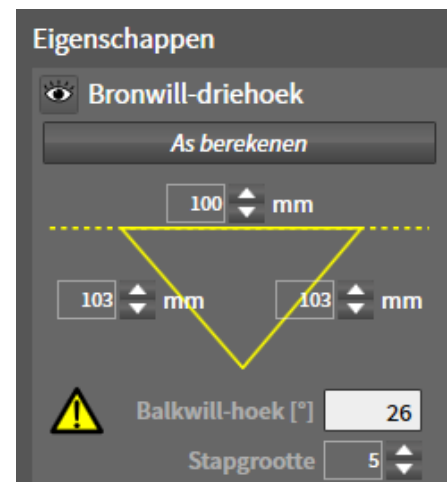 Eigenschappen
Bronwill-driehoek
As berekenen
100 mm
103 mm 103 mm
Balkwill-hoek [°] 26
Stapgrootte 5